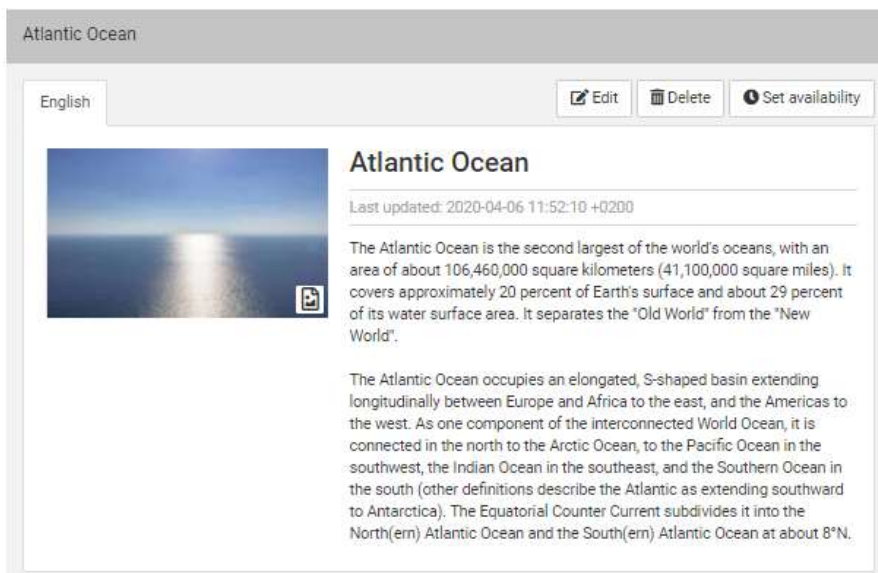 Atlantic Ocean
English
Edit
Delete
Set availability
Atlantic Ocean
Last updated: 2020-04-06 11:52:10 +0200
The Atlantic Ocean is the second largest of the world's oceans, with an
area of about 106,460,000 square kilometers (41,100,000 square miles). It
covers approximately 20 percent of Earth's surface and about 29 percent
of its water surface area. It separates the "Old World" from the "New
World".
The Atlantic Ocean occupies an elongated, S-shaped basin extending
longitudinally between Europe and Africa to the east, and the Americas to
the west. As one component of the interconnected World Ocean, it is
connected in the north to the Arctic Ocean, to the Pacific Ocean in the
southwest, the Indian Ocean in the southeast, and the Southern Ocean in
the south (other definitions describe the Atlantic as extending southward
to Antarctica). The Equatorial Counter Current subdivides it into the
North(ern) Atlantic Ocean and the South(ern) Atlantic Ocean at about 8°N.